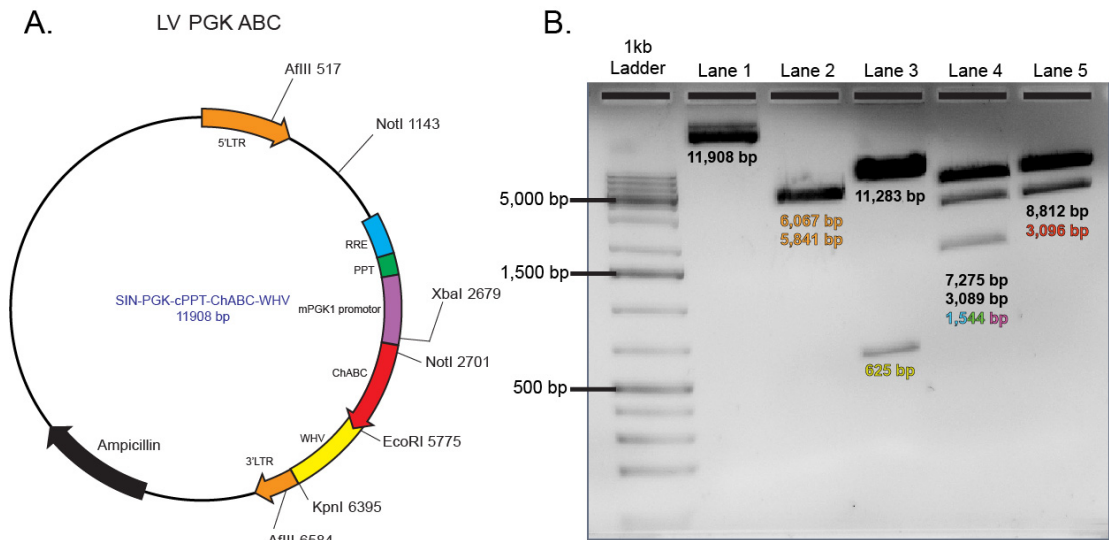 A.
LV PGK ABC
AflII 517
NotI 1143
5'LTR
RRE
PPT
mPGK1 promotor
XbaI 2679
NotI 2701
ChABC
EcoRI 5775
WHV
3'LTR
KpnI 6395
AflII 6584
Ampicillin
SIN-PGK-cPPT-ChABC-WHV
11908 bp
B.
1kb
Ladder
Lane 1
Lane 2
Lane 3
Lane 4
Lane 5
5,000 bp
1,500 bp
500 bp
11,908 bp
6,067 bp
5,841 bp
11,283 bp
625 bp
7,275 bp
3,089 bp
1,544 bp
8,812 bp
3,096 bp